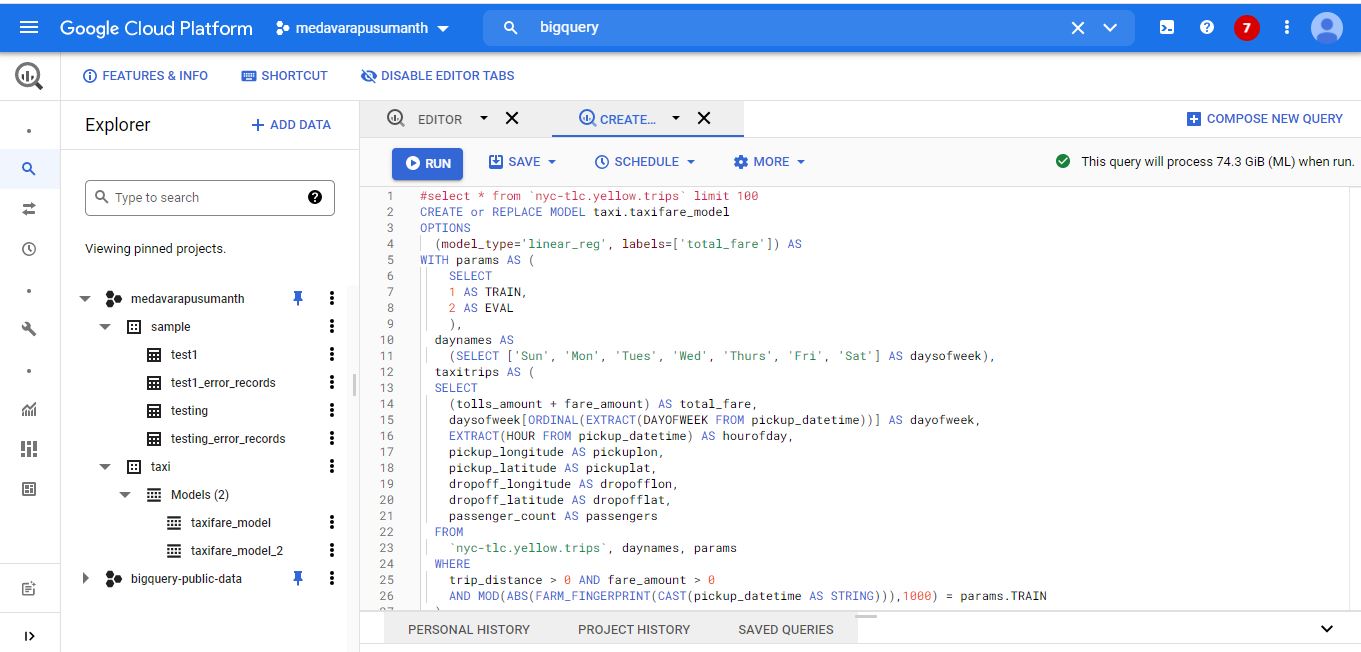 Google Cloud Platform medavarapusumanth bigquery 7
FEATURES & INFO SHORTCUT DISABLE EDITOR TABS
Explorer + ADD DATA
Type to search
Viewing pinned projects.
medavarapusumanth
sample
test1
test1_error_records
testing
testing_error_records
taxi
Models (2)
taxifare_model
taxifare_model_2
bigquery-public-data
EDITOR CREATE... COMPOSE NEW QUERY
RUN SAVE SCHEDULE MORE This query will process 74.3 GiB (ML) when run.
1 #select * from `nyc-tlc.yellow.trips` limit 100
2 CREATE or REPLACE MODEL taxi.taxifare_model
3 OPTIONS
4 (model_type='linear_reg', labels=['total_fare']) AS
5 WITH params AS (
6 SELECT
7 1 AS TRAIN,
8 2 AS EVAL
9 ),
10 daynames AS
11 (SELECT ['Sun', 'Mon', 'Tues', 'Wed', 'Thurs', 'Fri', 'Sat'] AS daysofweek),
12 taxitrips AS (
13 SELECT
14 (tolls_amount + fare_amount) AS total_fare,
15 daysofweek[ORDINAL(EXTRACT(DAYOFWEEK FROM pickup_datetime))] AS dayofweek,
16 EXTRACT(HOUR FROM pickup_datetime) AS hourofday,
17 pickup_longitude AS pickuplon,
18 pickup_latitude AS pickuplat,
19 dropoff_longitude AS dropofflon,
20 dropoff_latitude AS dropofflat,
21 passenger_count AS passengers
22 FROM
23 `nyc-tlc.yellow.trips`, daynames, params
24 WHERE
25 trip_distance > 0 AND fare_amount > 0
26 AND MOD(ABS(FARM_FINGERPRINT(CAST(pickup_datetime AS STRING))),1000) = params.TRAIN
PERSONAL HISTORY PROJECT HISTORY SAVED QUERIES